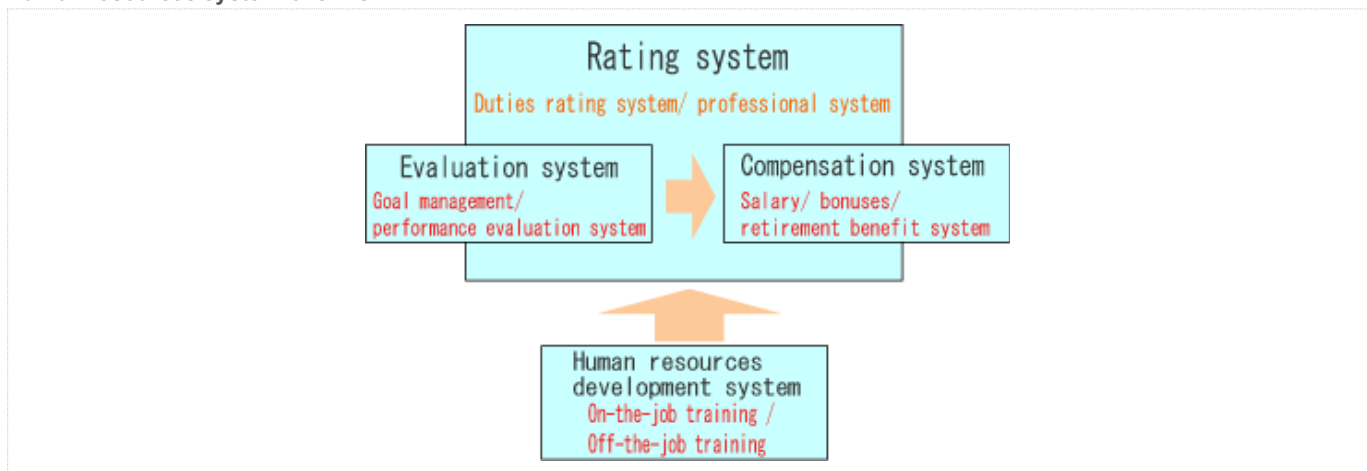 Rating system
Duties rating system/ professional system
Evaluation system
Goal management/
performance evaluation system
Compensation system
Salary/ bonuses/
retirement benefit system
Human resources
development system
On-the-job training /
Off-the-job training